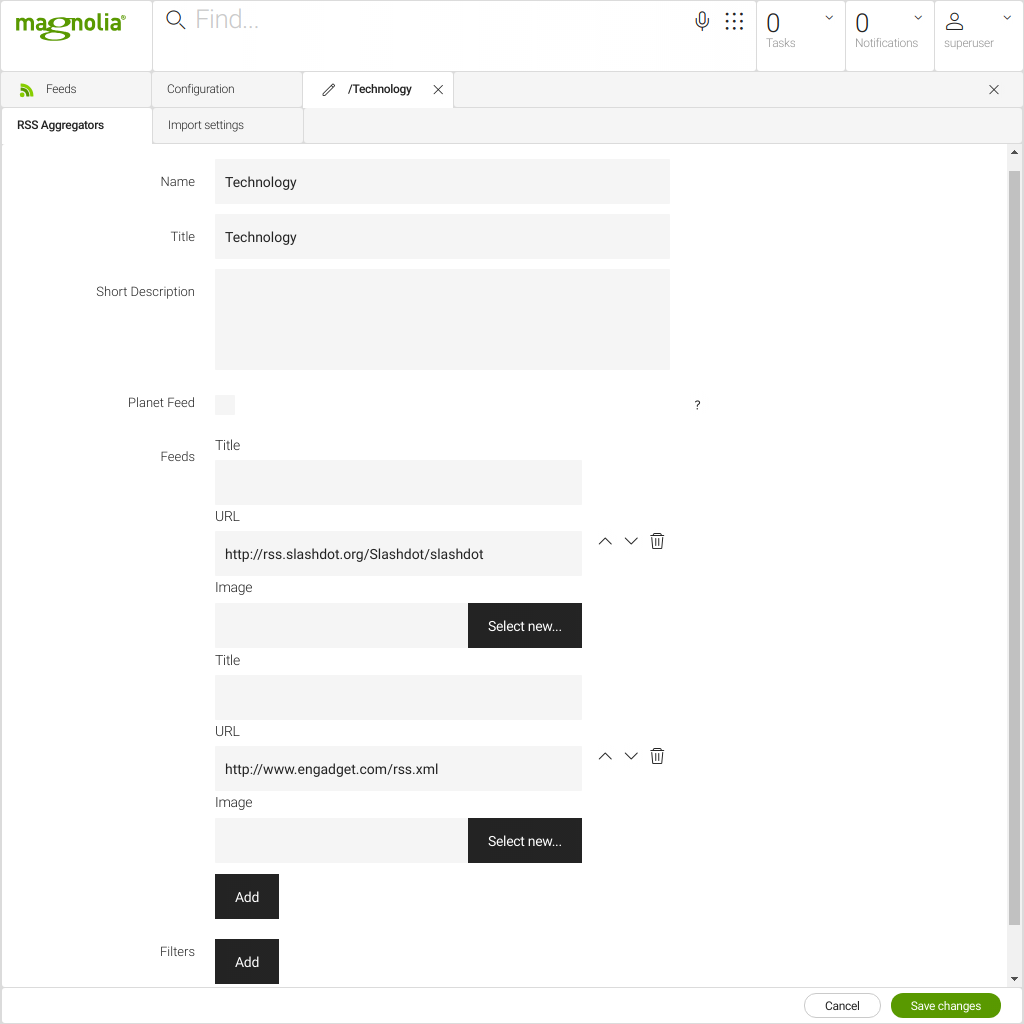 magnolia®
Find...
0
Tasks
0
Notifications
superuser
Feeds
Configuration
/Technology
RSS Aggregators
Import settings
Name
Technology
Title
Technology
Short Description
Planet Feed
?
Feeds
Title
URL
http://rss.slashdot.org/Slashdot/slashdot
Image
Select new...
Title
URL
http://www.engadget.com/rss.xml
Image
Select new...
Add
Filters
Add
Cancel
Save changes